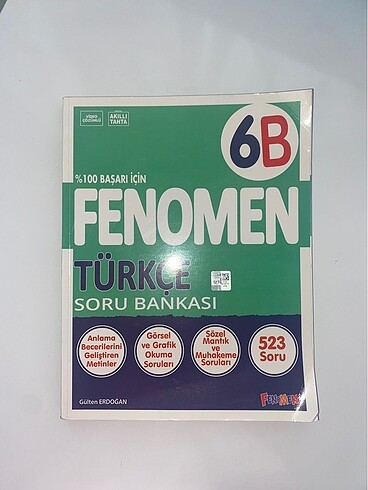 VİDEO
ÇÖZÜMLÜ
AKILLI
TAHTA
6B
%100 BAŞARI İÇİN
FENOMEN
TÜRKÇE
SORU BANKASI
Anlama
Becerilerini
Geliştiren
Metinler
Görsel
ve Grafik
Okuma
Soruları
Sözel
Mantık
ve
Muhakeme
Soruları
523
Soru
Gülten ERDOĞAN
FENOMEN